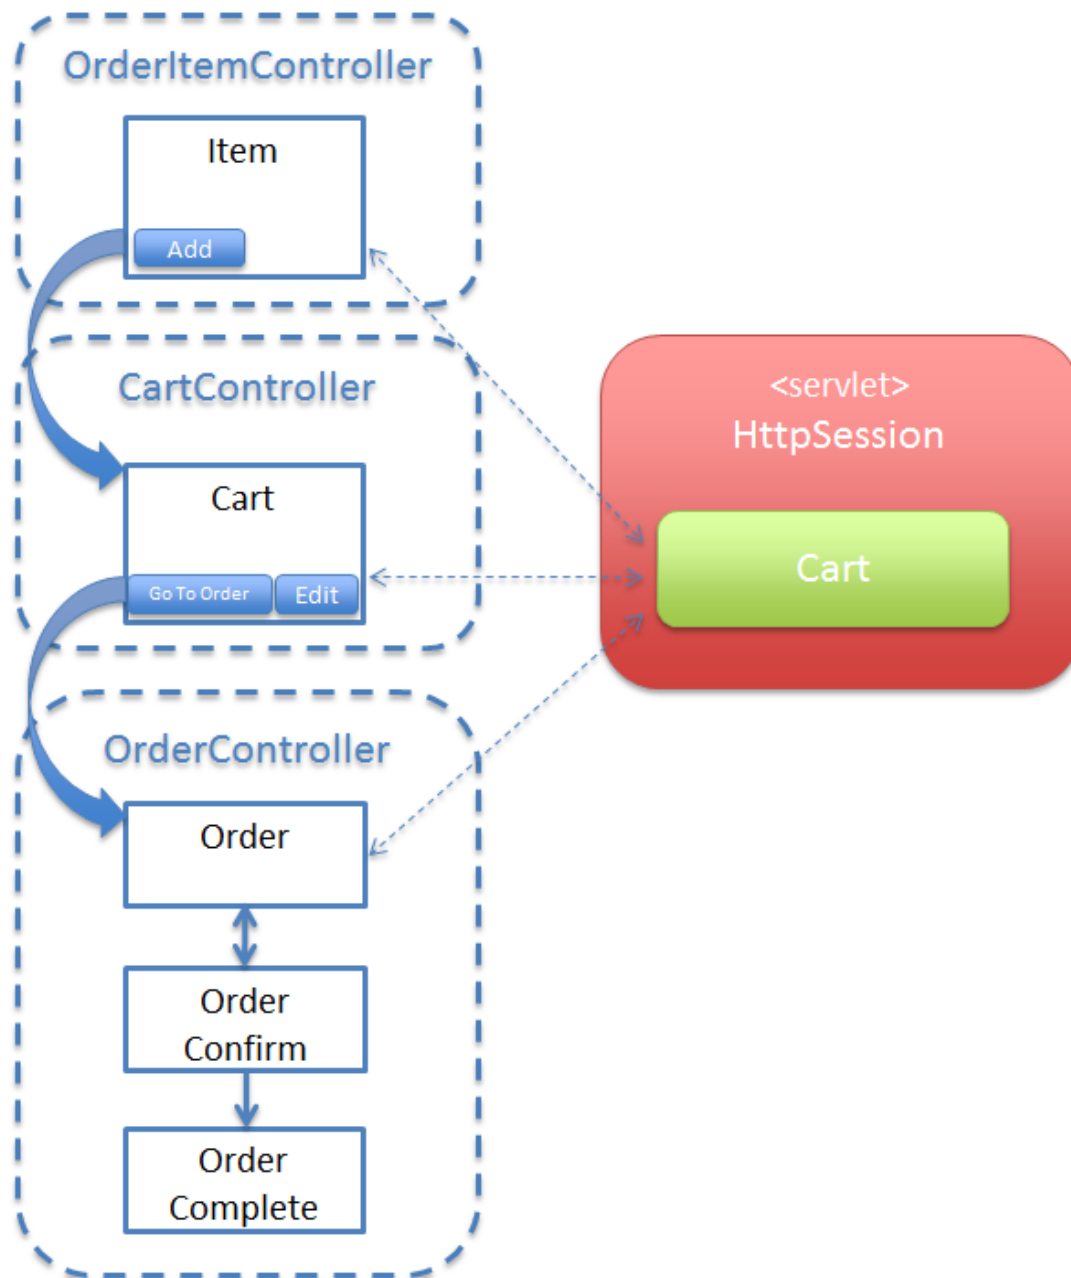 OrderItemController
Item
Add
CartController
Cart
Go To Order
Edit
<servlet>
HttpSession
Cart
OrderController
Order
Order
Confirm
Order
Complete